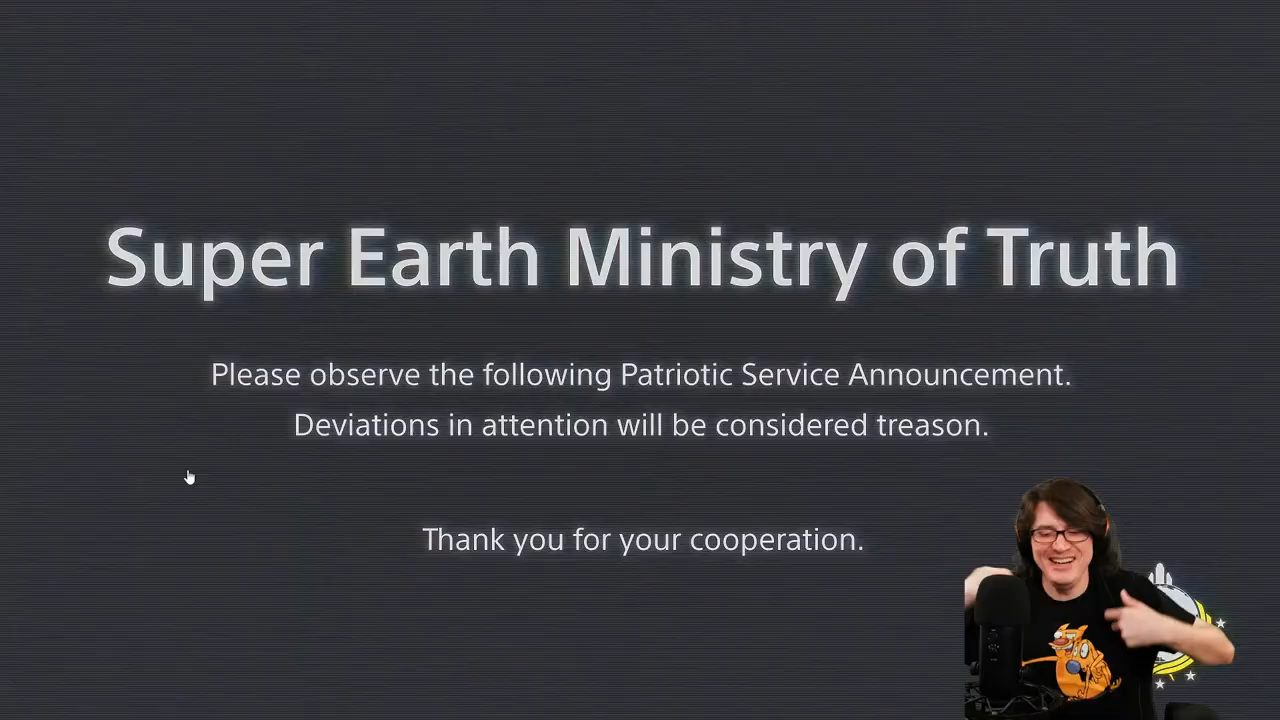 Super Earth Ministry of Truth
Please observe the following Patriotic Service Announcement.
Deviations in attention will be considered treason.
Thank you for your cooperation.